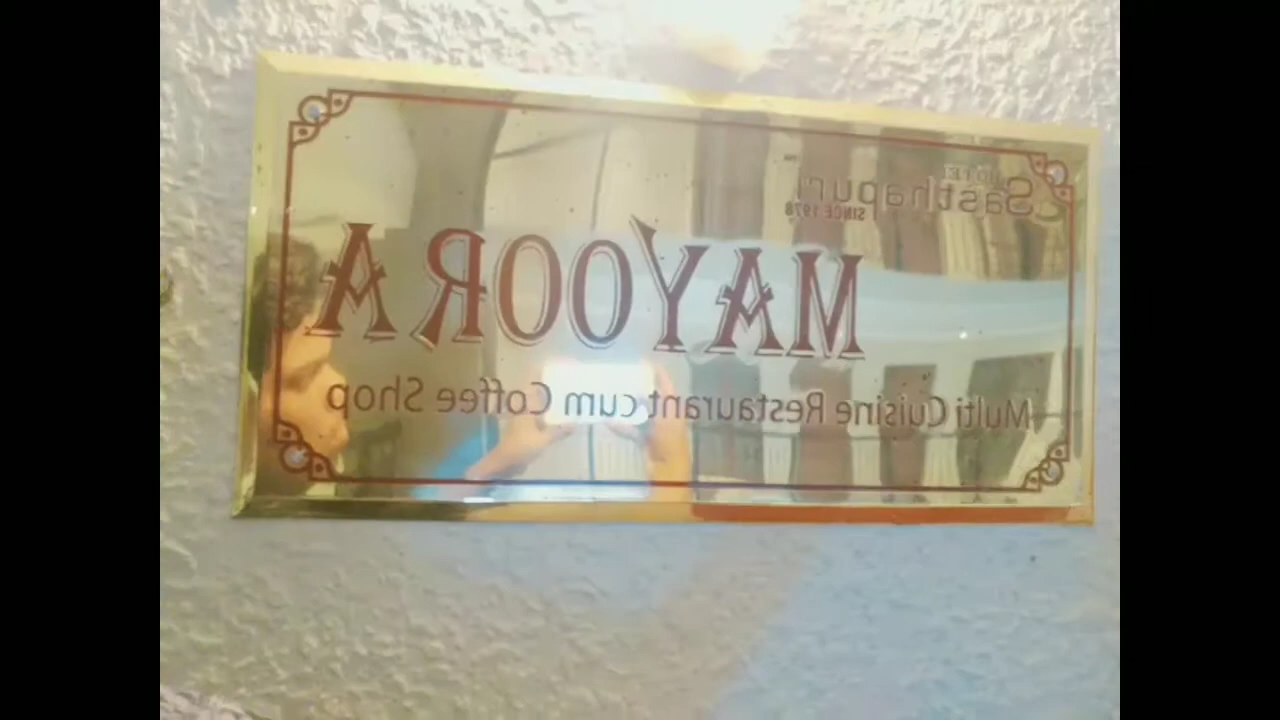 HOTEL
Sasthapuri
SINCE 1978
MAYOORA
Multi Cuisine Restaurant cum Coffee Shop